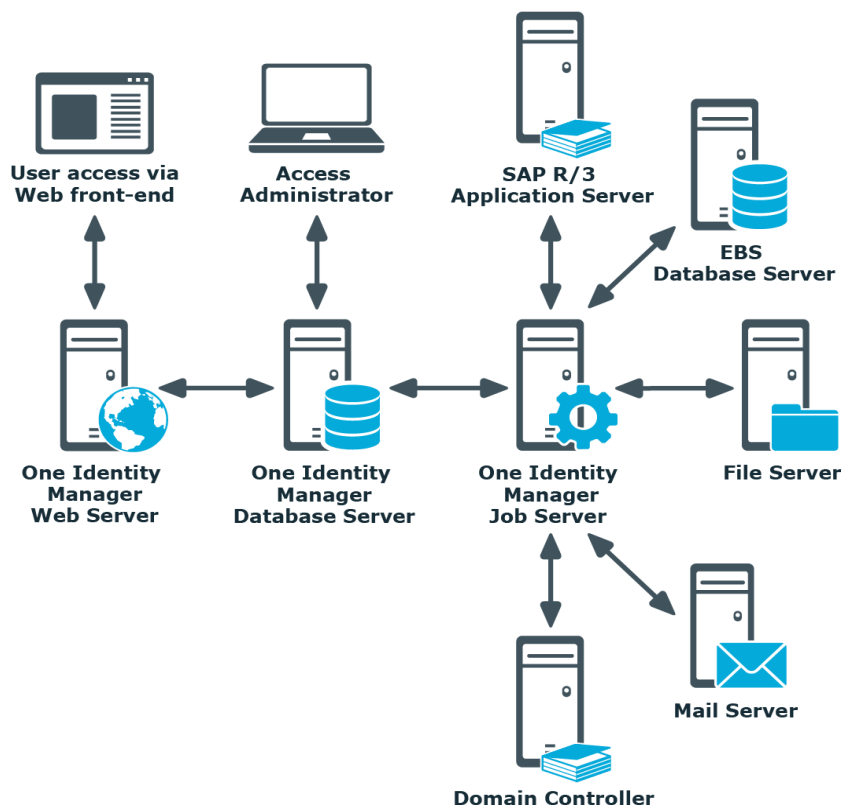 User access via
Web front-end
Access
Administrator
SAP R/3
Application Server
EBS
Database Server
One Identity
Manager
Web Server
One Identity
Manager
Database Server
One Identity
Manager
Job Server
File Server
Mail Server
Domain Controller